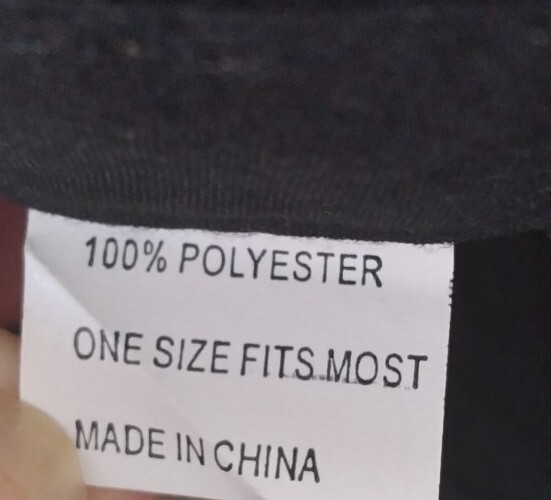 100% POLYESTER
ONE SIZE FITS MOST
MADE IN CHINA